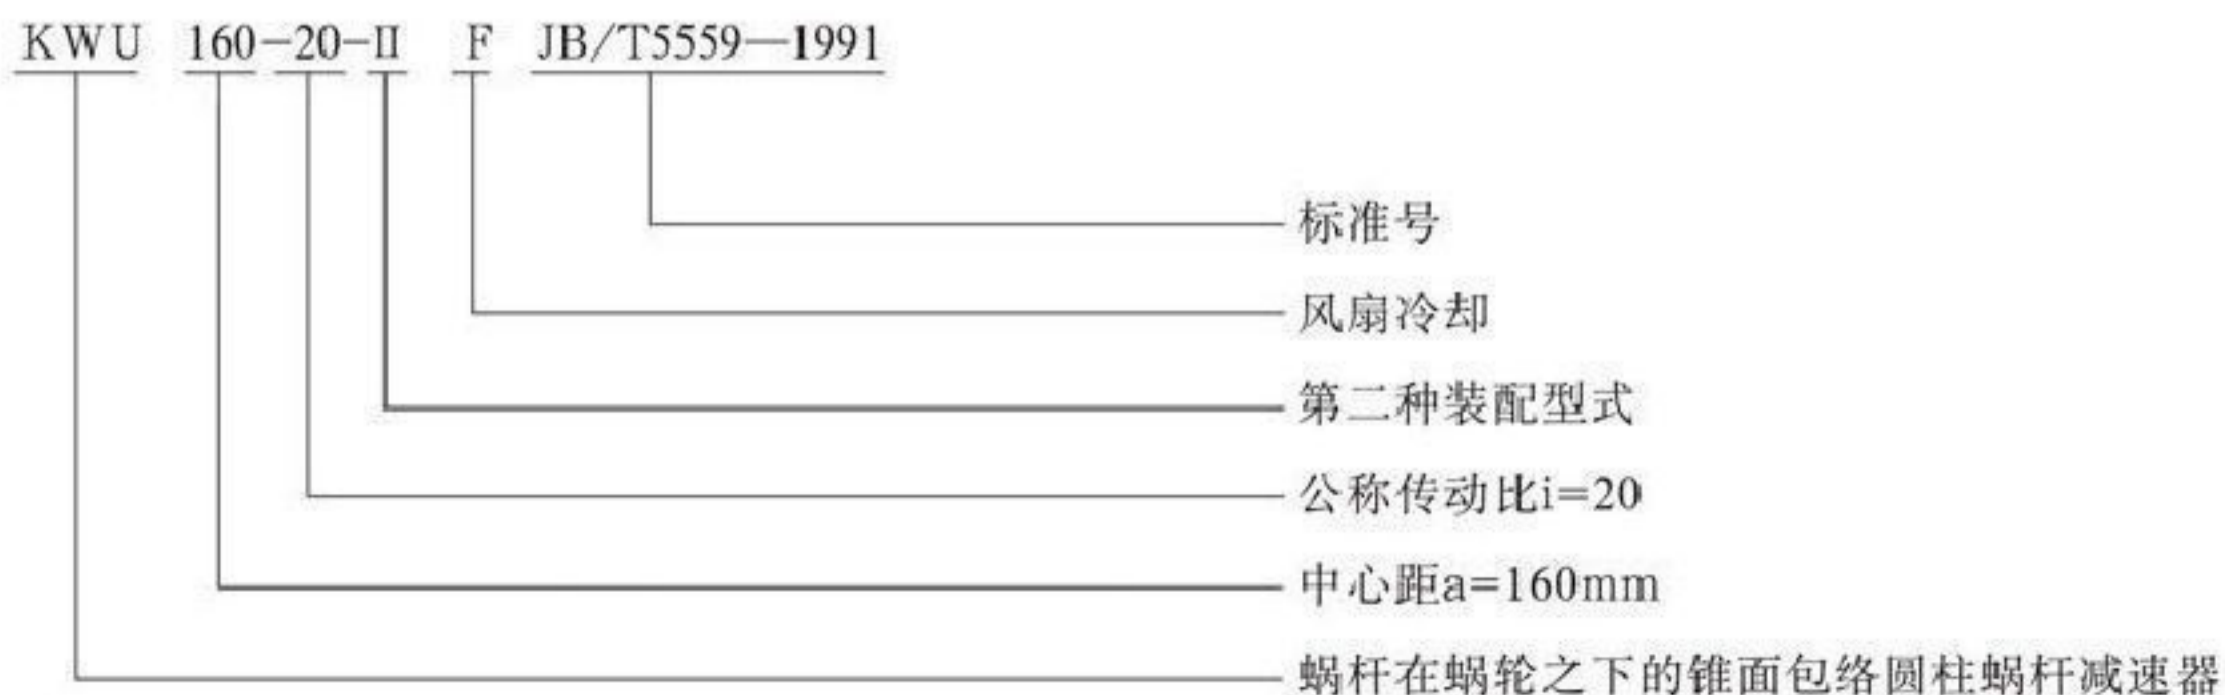 KWU 160-20-II F JB/T5559—1991
标准号
风扇冷却
第二种装配型式
公称传动比i=20
中心距a=160mm
蜗杆在蜗轮之下的锥面包络圆柱蜗杆减速器